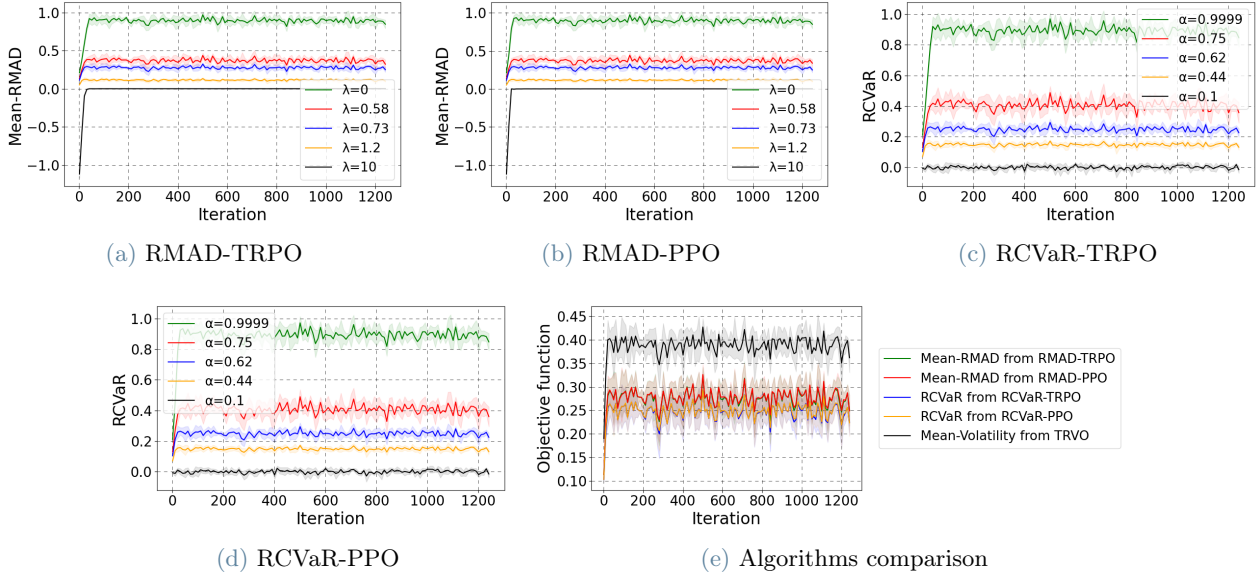 Mean-RMAD
1.0
0.5
0.0
−0.5
−1.0
λ=0
λ=0.58
λ=0.73
λ=1.2
λ=10
0 200 400 600 800 1000 1200
Iteration
(a) RMAD-TRPO
Mean-RMAD
1.0
0.5
0.0
−0.5
−1.0
λ=0
λ=0.58
λ=0.73
λ=1.2
λ=10
0 200 400 600 800 1000 1200
Iteration
(b) RMAD-PPO
RCVaR
1.0
0.8
0.6
0.4
0.2
0.0
α=0.9999
α=0.75
α=0.62
α=0.44
α=0.1
0 200 400 600 800 1000 1200
Iteration
(c) RCVaR-TRPO
RCVaR
1.0
0.8
0.6
0.4
0.2
0.0
α=0.9999
α=0.75
α=0.62
α=0.44
α=0.1
0 200 400 600 800 1000 1200
Iteration
(d) RCVaR-PPO
Objective function
0.45
0.40
0.35
0.30
0.25
0.20
0.15
0.10
0 200 400 600 800 1000 1200
Iteration
(e) Algorithms comparison
Mean-RMAD from RMAD-TRPO
Mean-RMAD from RMAD-PPO
RCVaR from RCVaR-TRPO
RCVaR from RCVaR-PPO
Mean-Volatility from TRVO